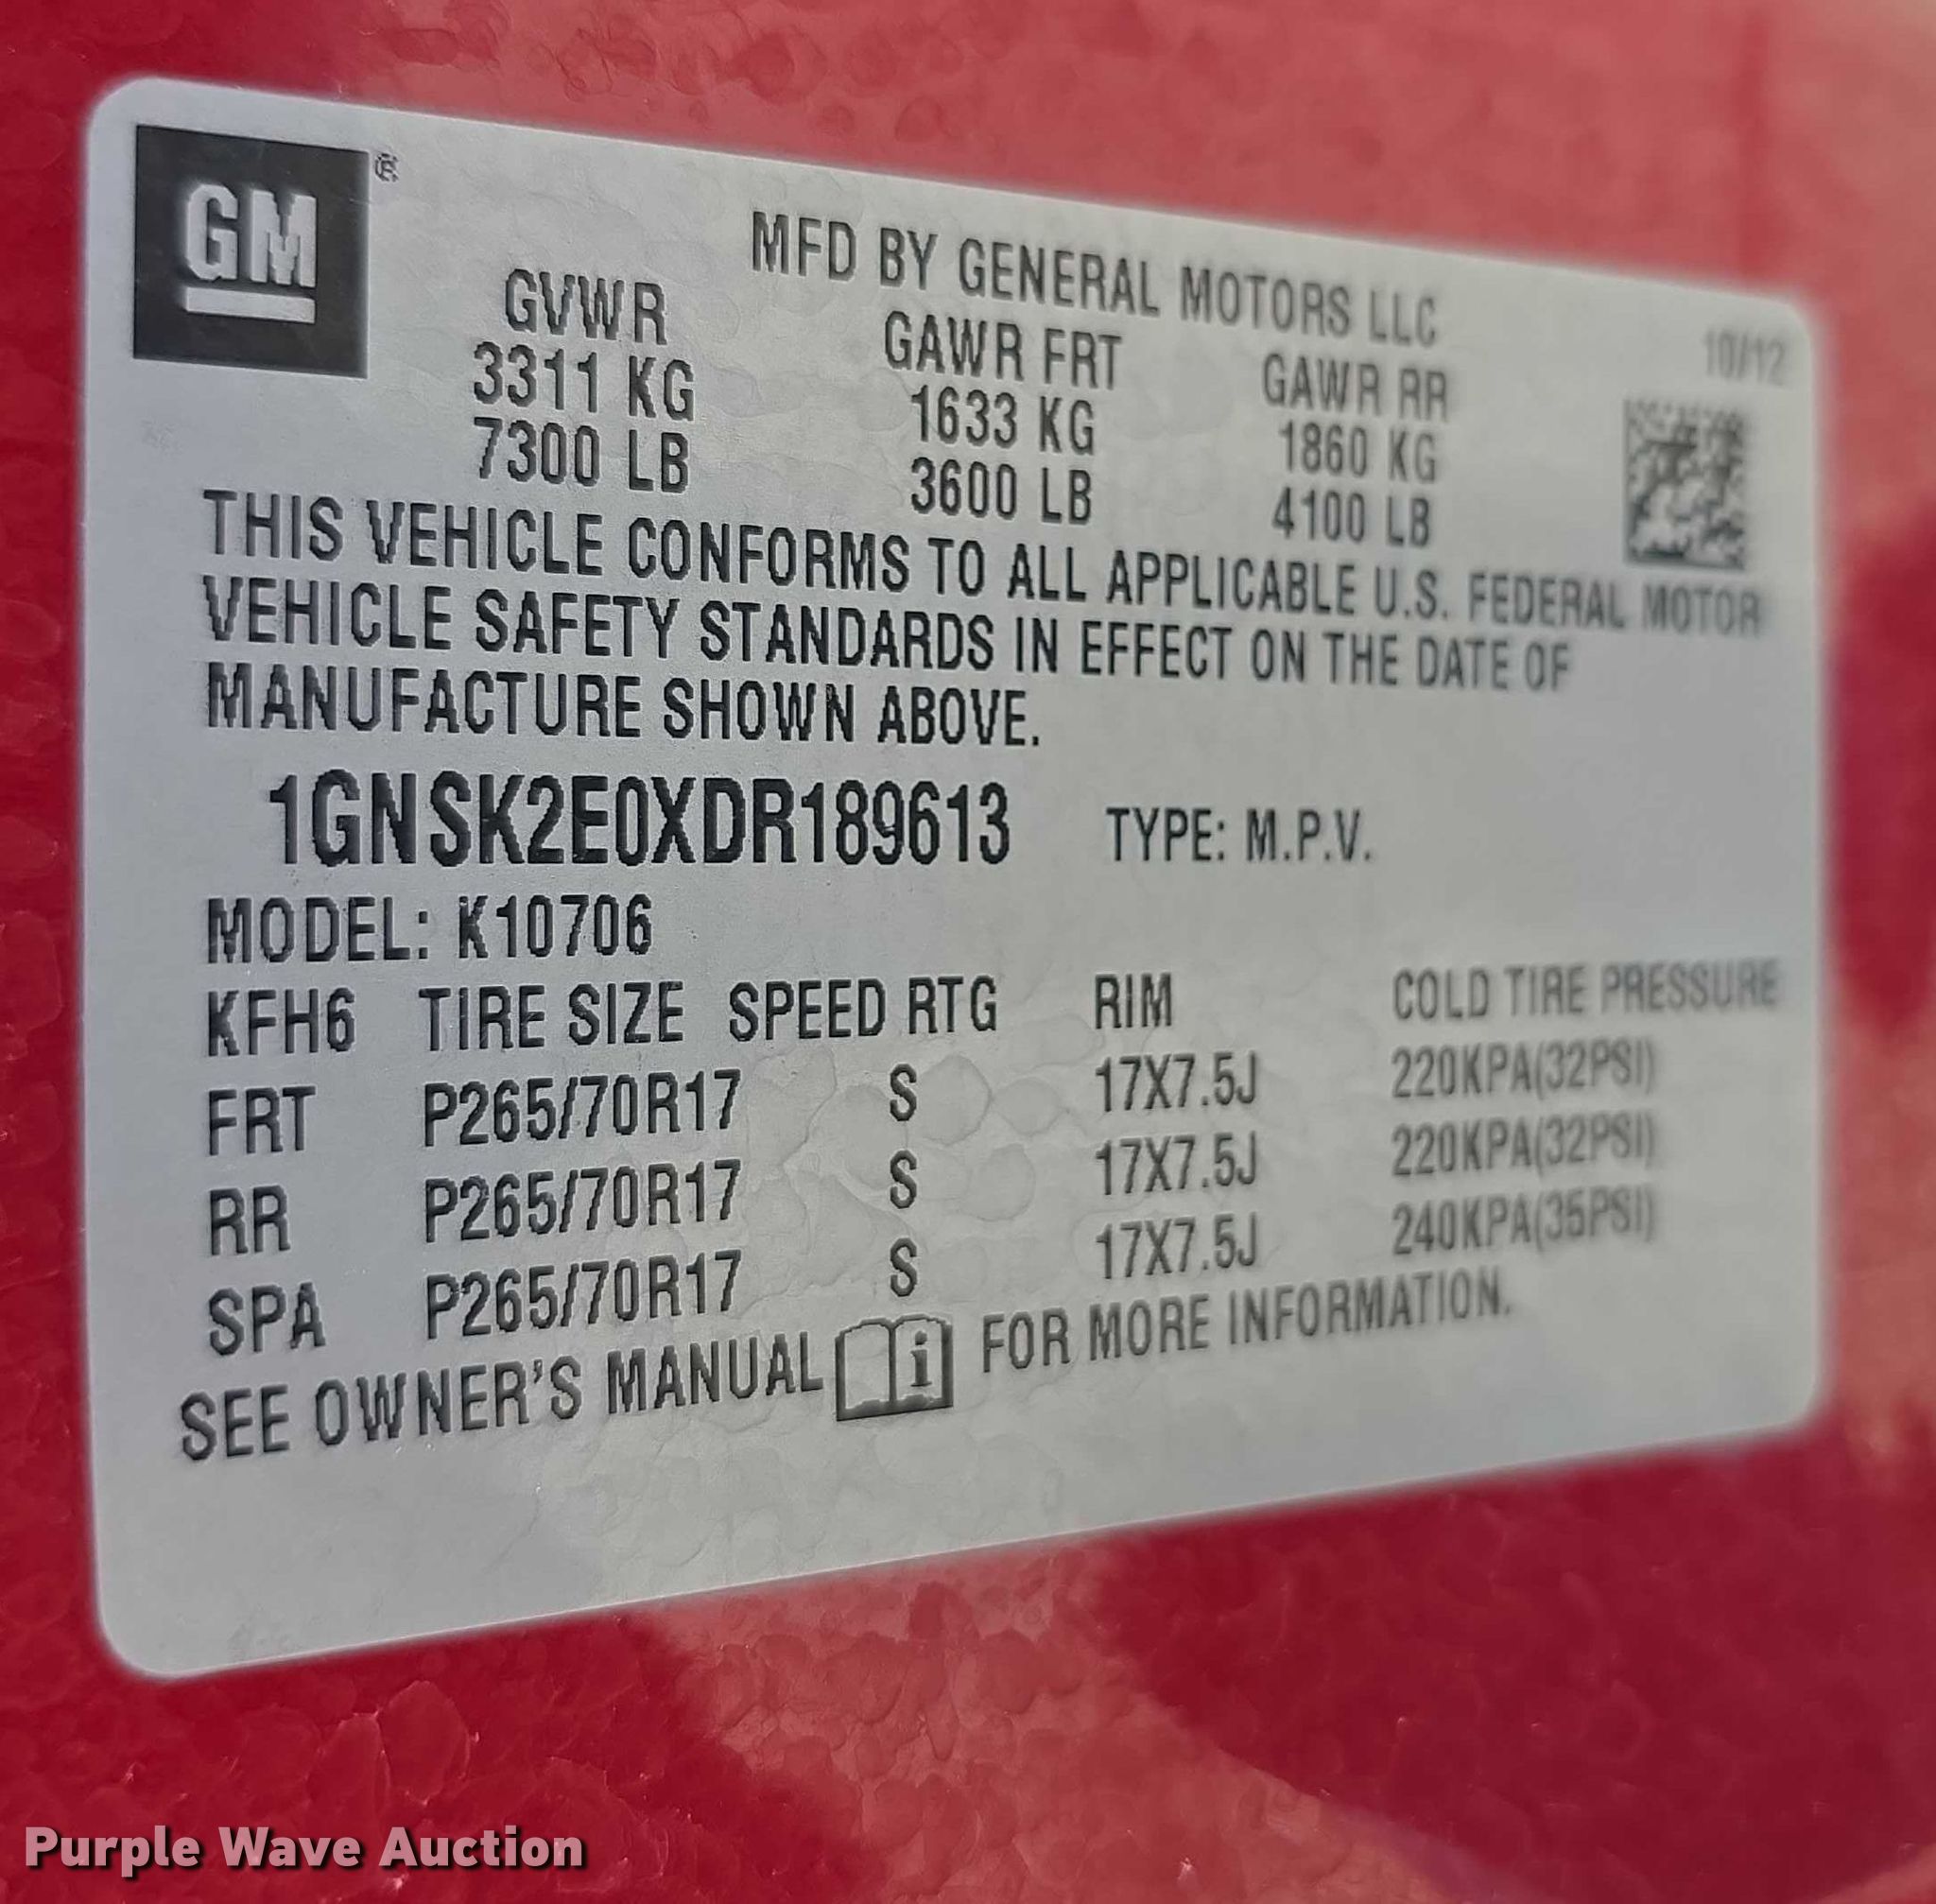 GM ®
MFD BY GENERAL MOTORS LLC
10/12
GVWR GAWR FRT GAWR RR
3311 KG 1633 KG 1860 KG
7300 LB 3600 LB 4100 LB
THIS VEHICLE CONFORMS TO ALL APPLICABLE U.S. FEDERAL MOTOR
VEHICLE SAFETY STANDARDS IN EFFECT ON THE DATE OF
MANUFACTURE SHOWN ABOVE.
1GNSK2E0XDR189613 TYPE: M.P.V.
MODEL: K10706
KFH6 TIRE SIZE SPEED RTG RIM COLD TIRE PRESSURE
FRT P265/70R17 S 17X7.5J 220KPA(32PSI)
RR P265/70R17 S 17X7.5J 220KPA(32PSI)
SPA P265/70R17 S 17X7.5J 240KPA(35PSI)
SEE OWNER'S MANUAL i FOR MORE INFORMATION.
Purple Wave Auction